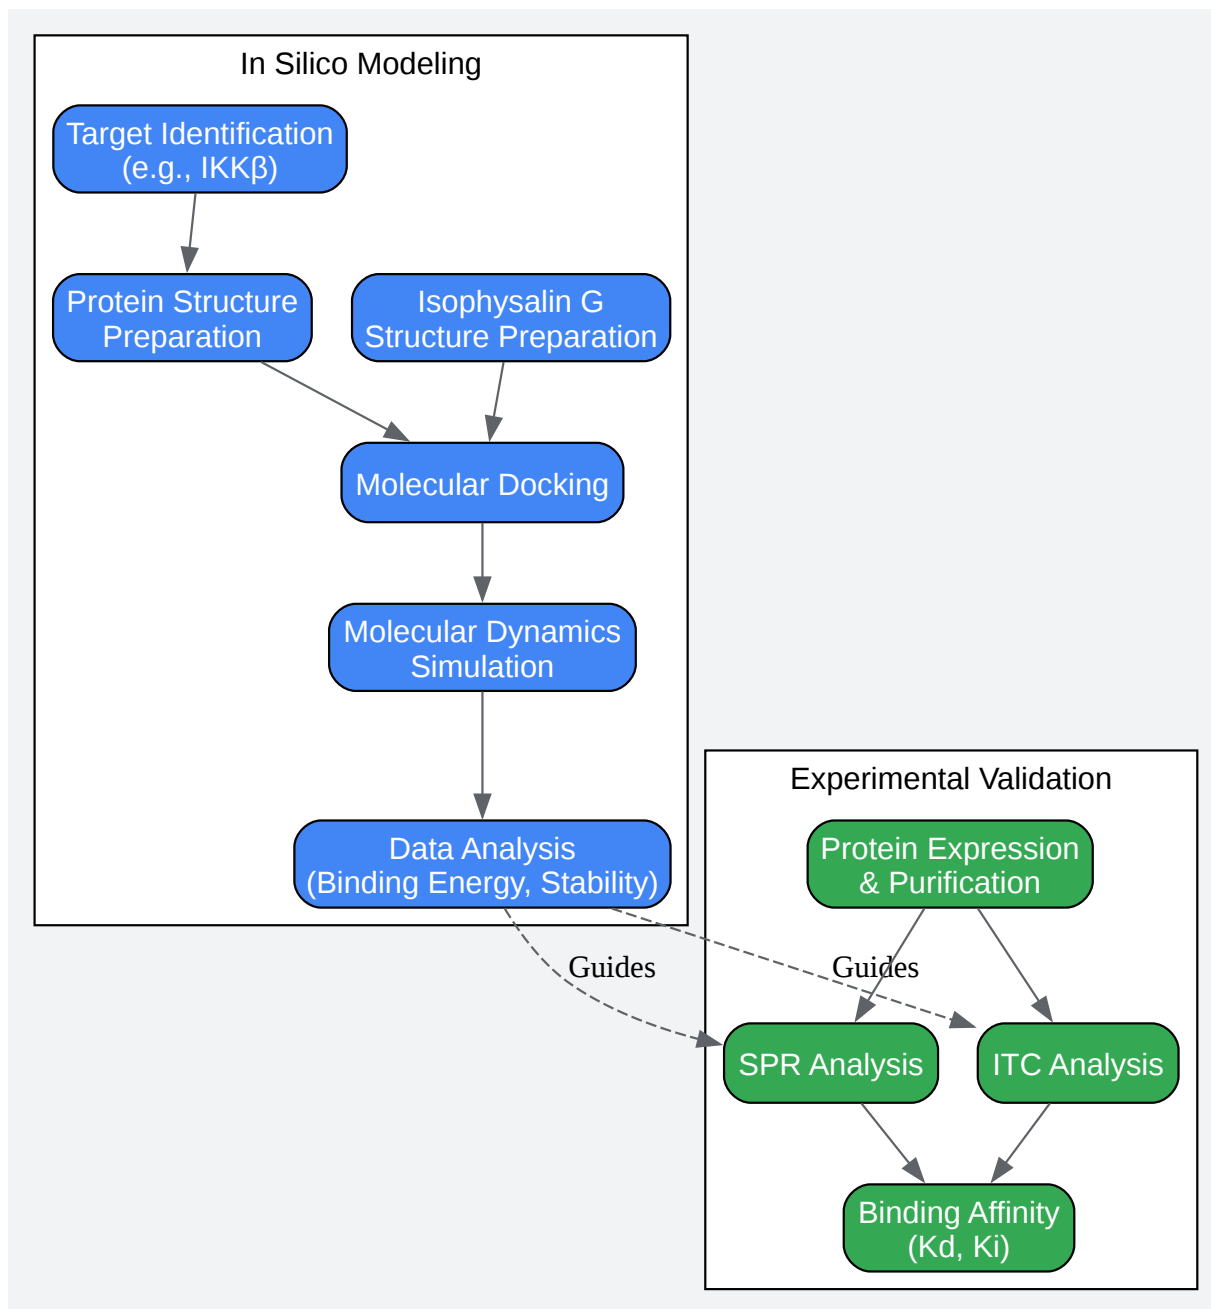 In Silico Modeling
Target Identification
(e.g., IKKβ)
Protein Structure
Preparation
Isophysalin G
Structure Preparation
Molecular Docking
Molecular Dynamics
Simulation
Data Analysis
(Binding Energy, Stability)
Experimental Validation
Protein Expression
& Purification
Guides
Guides
SPR Analysis
ITC Analysis
Binding Affinity
(Kd, Ki)